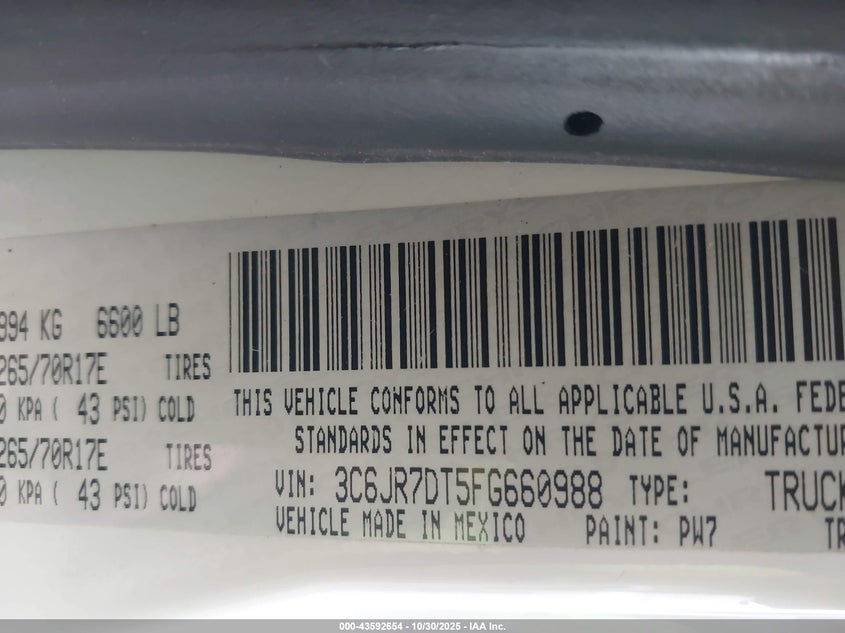 994 KG 6600 LB
265/70R17E TIRES
0 KPA ( 43 PSI) COLD
265/70R17E TIRES
0 KPA ( 43 PSI) COLD
THIS VEHICLE CONFORMS TO ALL APPLICABLE U.S.A. FEDE
STANDARDS IN EFFECT ON THE DATE OF MANUFACTUR
VIN: 3C6JR7DT5FG660988 TYPE: TRUCK
VEHICLE MADE IN MEXICO PAINT: PW7 TR
000-43592654 - 10/30/2025 - IAA Inc.